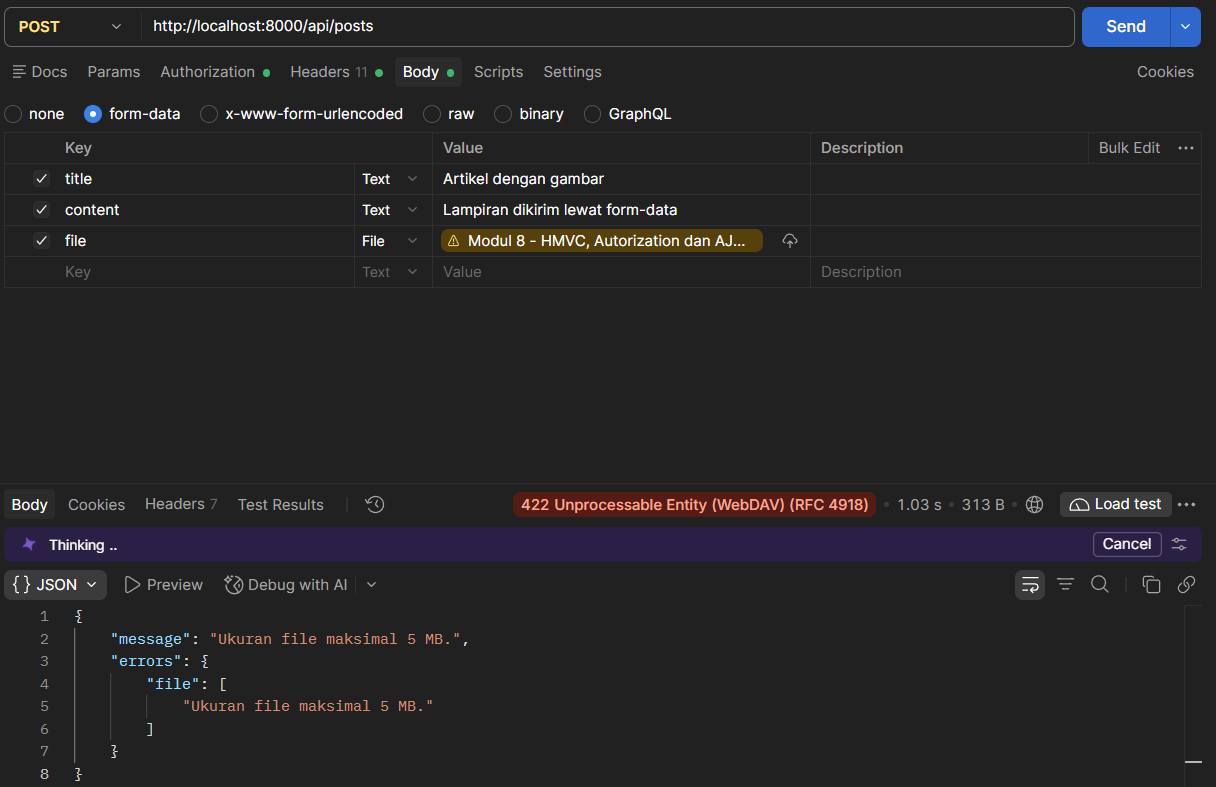 POST http://localhost:8000/api/posts Send
Docs Params Authorization Headers 11 Body Scripts Settings Cookies
none form-data x-www-form-urlencoded raw binary GraphQL
Key Value Description Bulk Edit
title Text Artikel dengan gambar
content Text Lampiran dikirim lewat form-data
file File Modul 8 - HMVC, Autorization dan AJ...
Key Text Value Description
Body Cookies Headers 7 Test Results 422 Unprocessable Entity (WebDAV) (RFC 4918) 1.03 s 313 B Load test
Thinking .. Cancel
{} JSON Preview Debug with AI
1 {
2 "message": "Ukuran file maksimal 5 MB.",
3 "errors": {
4 "file": [
5 "Ukuran file maksimal 5 MB."
6 ]
7 }
8 }